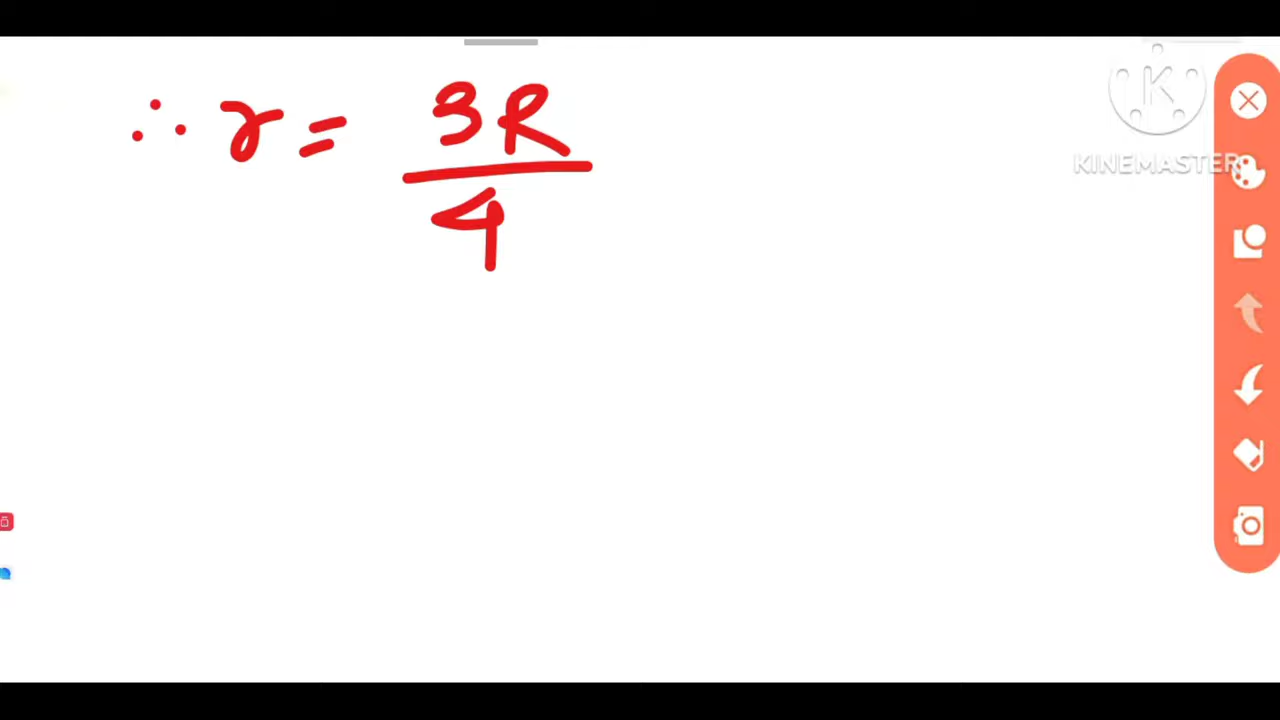 ∴ r = 3R/4
K
KINEMASTER